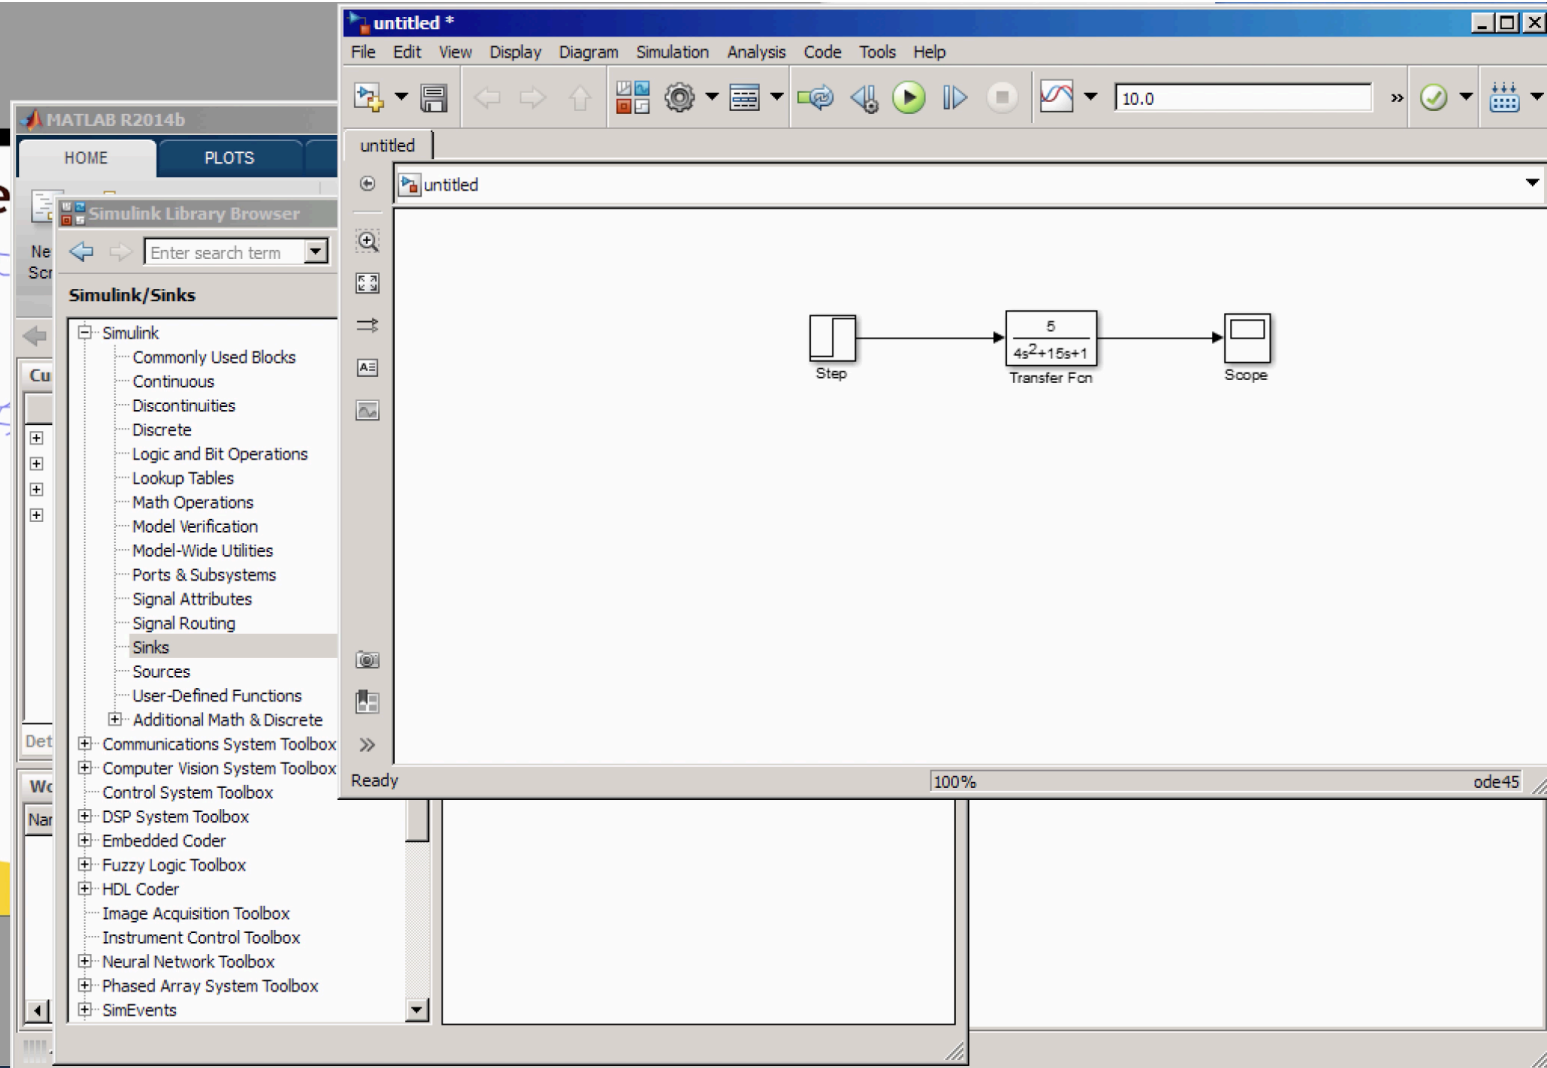 untitled *
File Edit View Display Diagram Simulation Analysis Code Tools Help
10.0
»
untitled
untitled
Step
5
4s²+15s+1
Transfer Fcn
Scope
Ready
100%
ode45
MATLAB R2014b
HOME PLOTS
Simulink Library Browser
Enter search term
Simulink/Sinks
Simulink
Commonly Used Blocks
Continuous
Discontinuities
Discrete
Logic and Bit Operations
Lookup Tables
Math Operations
Model Verification
Model-Wide Utilities
Ports & Subsystems
Signal Attributes
Signal Routing
Sinks
Sources
User-Defined Functions
Additional Math & Discrete
Communications System Toolbox
Computer Vision System Toolbox
Control System Toolbox
DSP System Toolbox
Embedded Coder
Fuzzy Logic Toolbox
HDL Coder
Image Acquisition Toolbox
Instrument Control Toolbox
Neural Network Toolbox
Phased Array System Toolbox
SimEvents